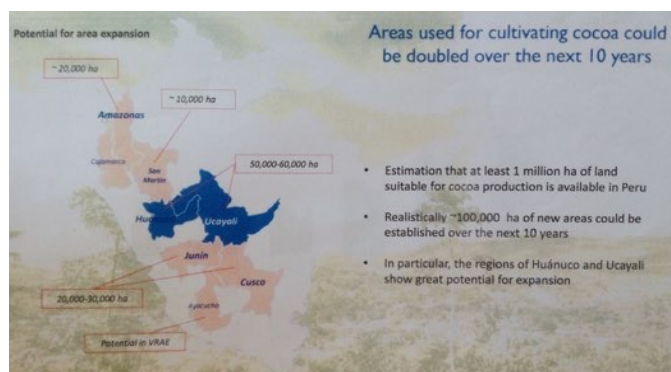 Potential for area expansion
Areas used for cultivating cocoa could
be doubled over the next 10 years
~20,000 ha
~ 10,000 ha
Amazonas
Cajamarca
San
Martín
50,000-60,000 ha
Huánuco
Ucayali
Junín
Cusco
20,000-30,000 ha
Ayacucho
Potential in VRAE
• Estimation that at least 1 million ha of land
suitable for cocoa production is available in Peru
• Realistically ~100,000 ha of new areas could be
established over the next 10 years
• In particular, the regions of Huánuco and Ucayali
show great potential for expansion